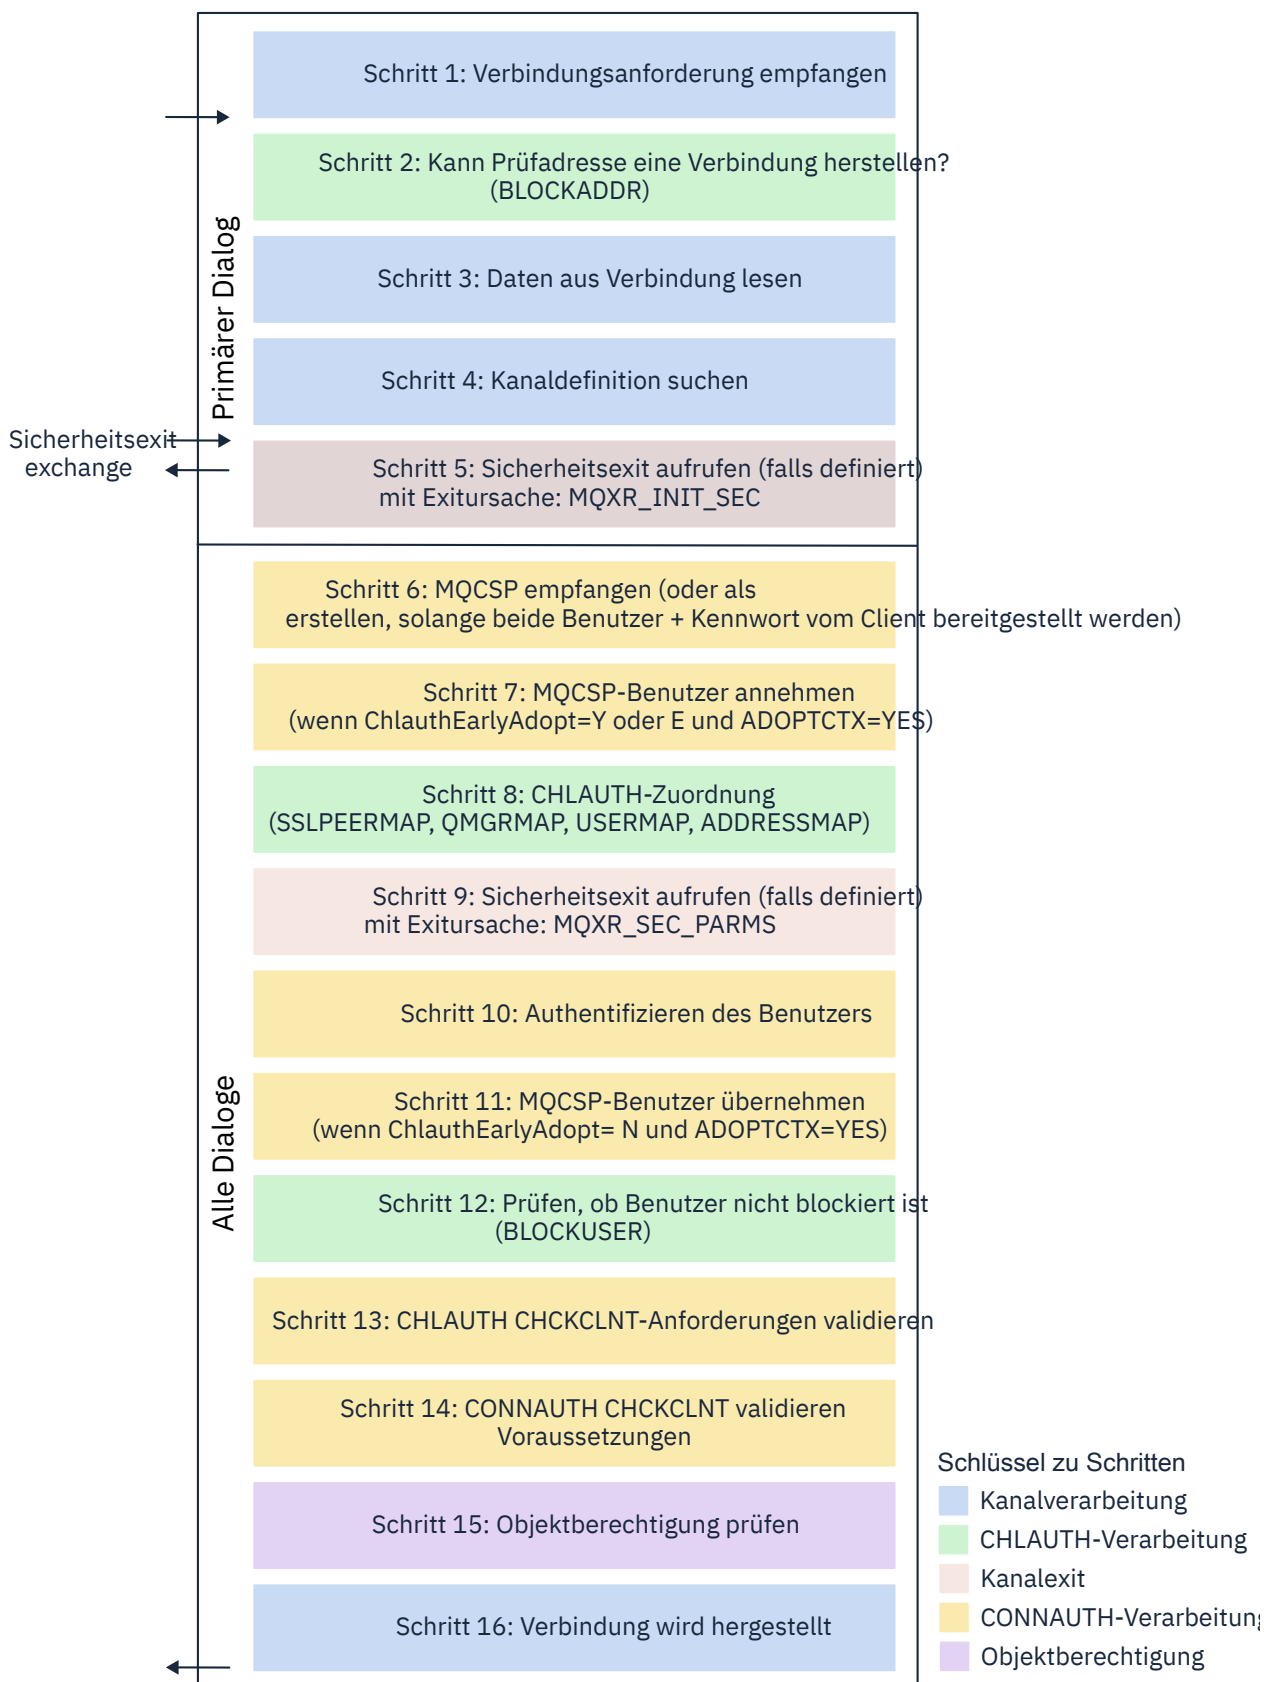 Schritt 1: Verbindungsanforderung empfangen
Schritt 2: Kann Prüfadresse eine Verbindung herstellen?
(BLOCKADDR)
Schritt 3: Daten aus Verbindung lesen
Schritt 4: Kanaldefinition suchen
Primärer Dialog
Sicherheitsexit
exchange
Schritt 5: Sicherheitsexit aufrufen (falls definiert)
mit Exitursache: MQXR_INIT_SEC
Schritt 6: MQCSP empfangen (oder als
erstellen, solange beide Benutzer + Kennwort vom Client bereitgestellt werden)
Schritt 7: MQCSP-Benutzer annehmen
(wenn ChlauthEarlyAdopt=Y oder E und ADOPTCTX=YES)
Schritt 8: CHLAUTH-Zuordnung
(SSLPEERMAP, QMGRMAP, USERMAP, ADDRESSMAP)
Schritt 9: Sicherheitsexit aufrufen (falls definiert)
mit Exitursache: MQXR_SEC_PARMS
Schritt 10: Authentifizieren des Benutzers
Schritt 11: MQCSP-Benutzer übernehmen
(wenn ChlauthEarlyAdopt= N und ADOPTCTX=YES)
Alle Dialoge
Schritt 12: Prüfen, ob Benutzer nicht blockiert ist
(BLOCKUSER)
Schritt 13: CHLAUTH CHCKCLNT-Anforderungen validieren
Schritt 14: CONNAUTH CHCKCLNT validieren
Voraussetzungen
Schritt 15: Objektberechtigung prüfen
Schritt 16: Verbindung wird hergestellt
Schlüssel zu Schritten
Kanalverarbeitung
CHLAUTH-Verarbeitung
Kanalexit
CONNAUTH-Verarbeitung
Objektberechtigung